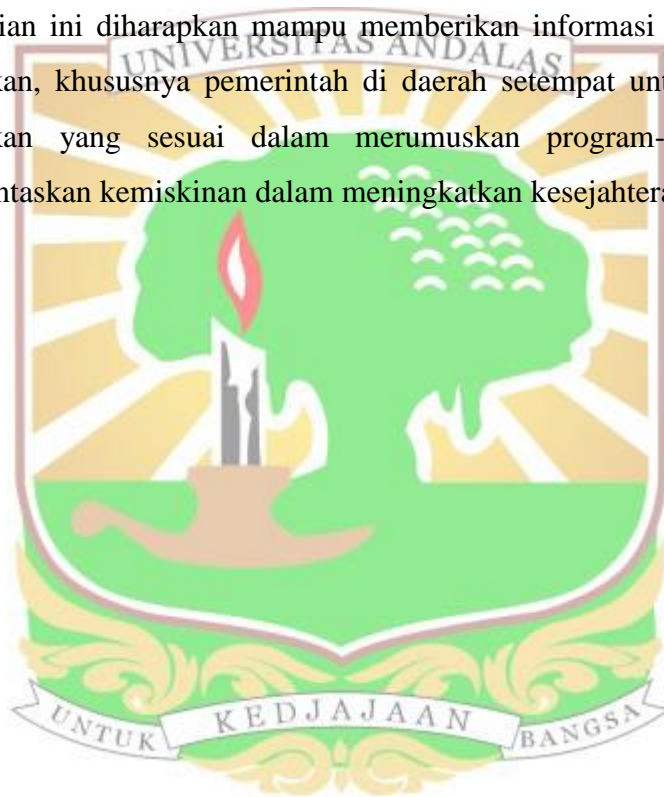 ian ini diharapkan mampu memberikan informasi
UNIVERSITAS ANDALAS
kan, khususnya pemerintah di daerah setempat unt
kan yang sesuai dalam merumuskan program-
ntaskan kemiskinan dalam meningkatkan kesejahtera
UNTUK KEDJAJAAN BANGSA